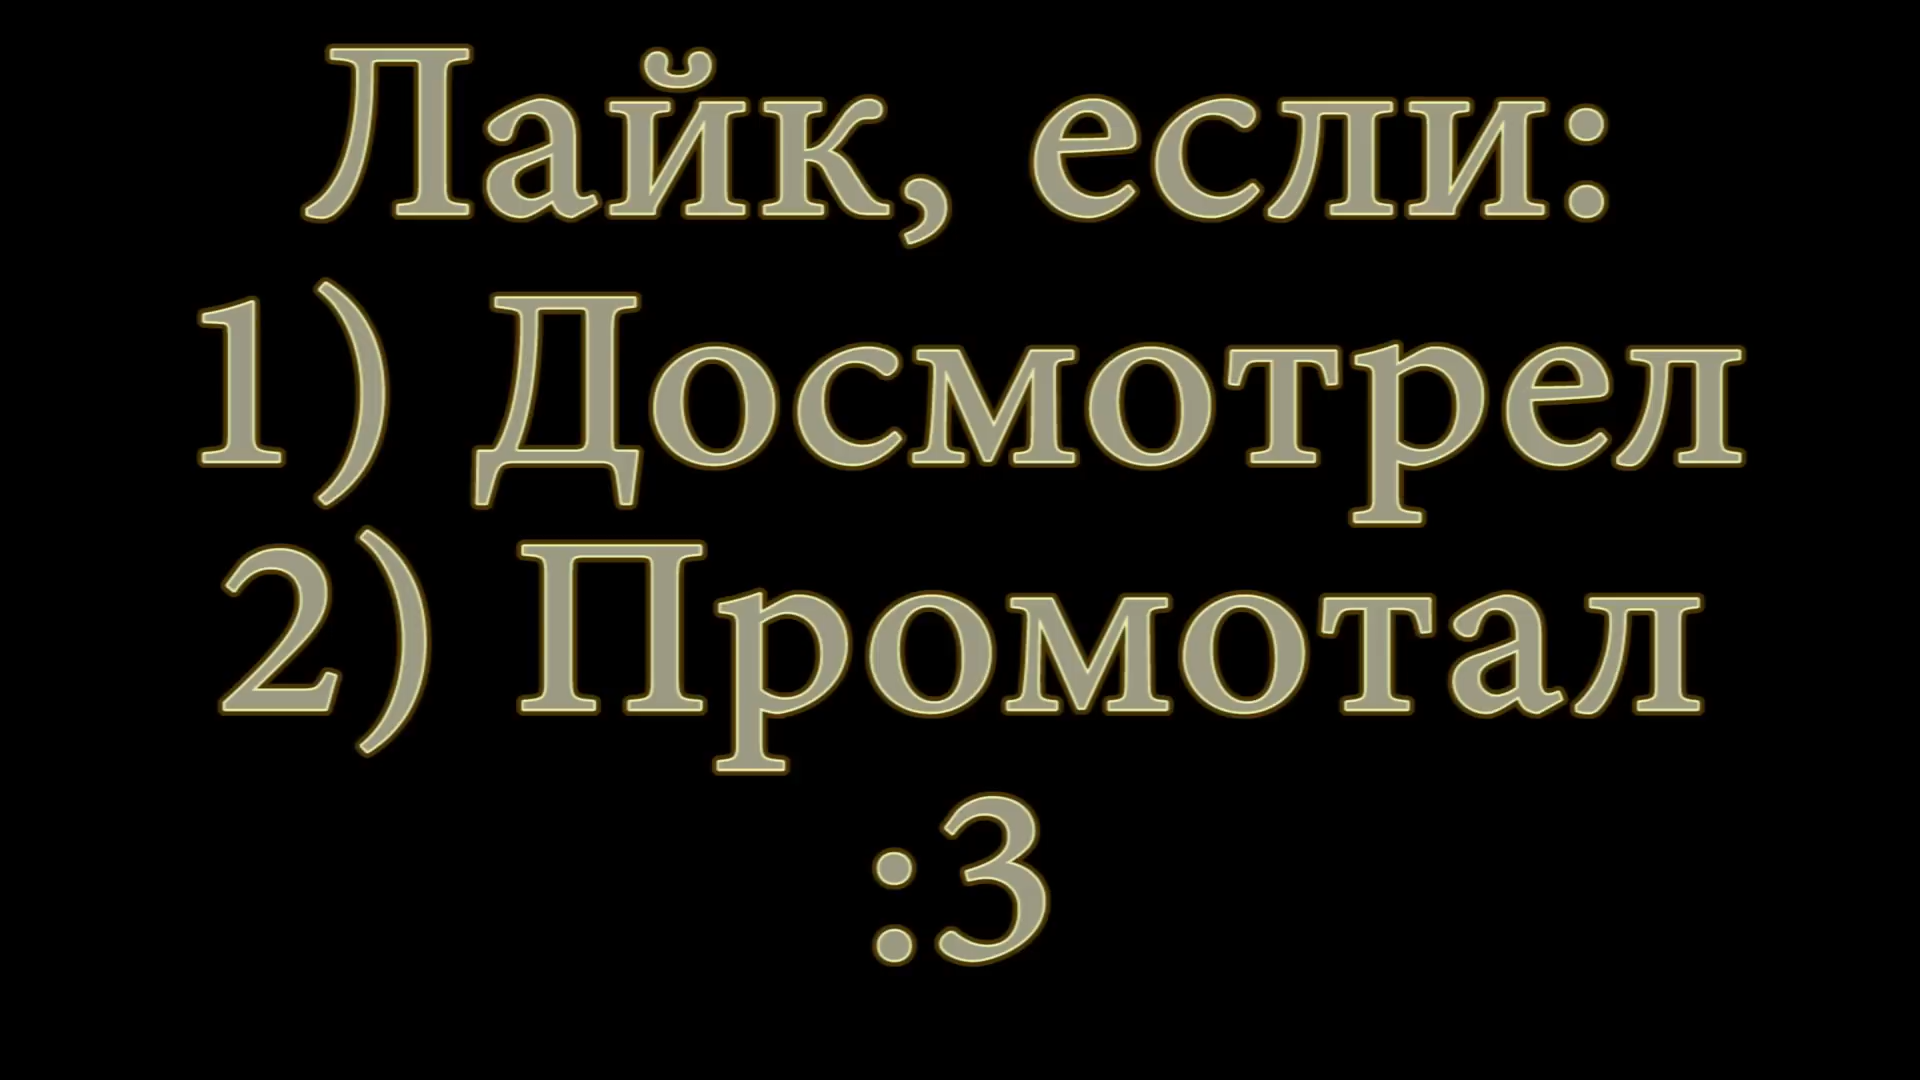 Лайк, если:
1) Досмотрел
2) Промотал
:3